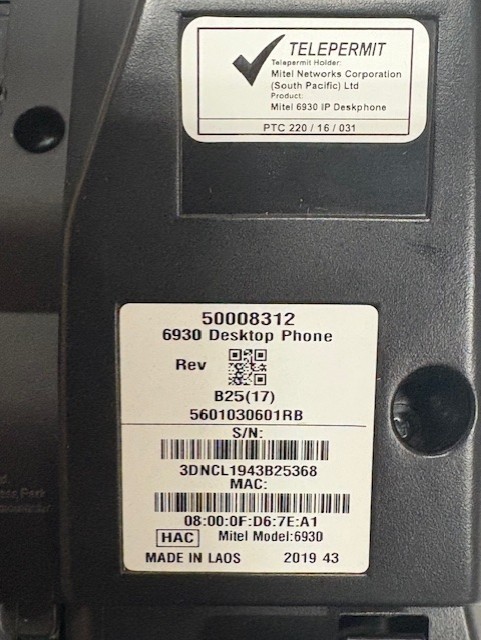 TELEPERMIT
Telepermit Holder:
Mitel Networks Corporation
(South Pacific) Ltd
Product:
Mitel 6930 IP Deskphone
PTC 220 / 16 / 031
50008312
6930 Desktop Phone
Rev
B25(17)
5601030601RB
S/N:
3DNCL1943B25368
MAC:
08:00:0F:D6:7E:A1
HAC Mitel Model:6930
MADE IN LAOS 2019 43